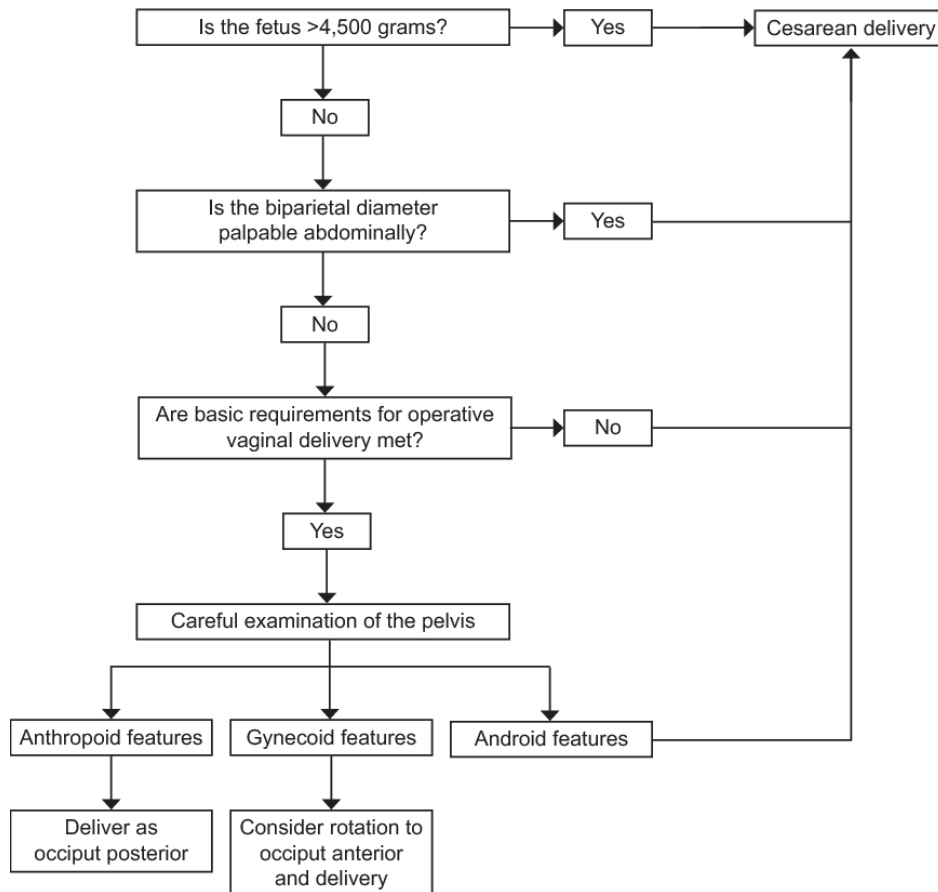 Is the fetus >4,500 grams?
Yes
Cesarean delivery
No
Is the biparietal diameter
palpable abdominally?
Yes
No
Are basic requirements for operative
vaginal delivery met?
No
Yes
Careful examination of the pelvis
Anthropoid features
Gynecoid features
Android features
Deliver as
occiput posterior
Consider rotation to
occiput anterior
and delivery